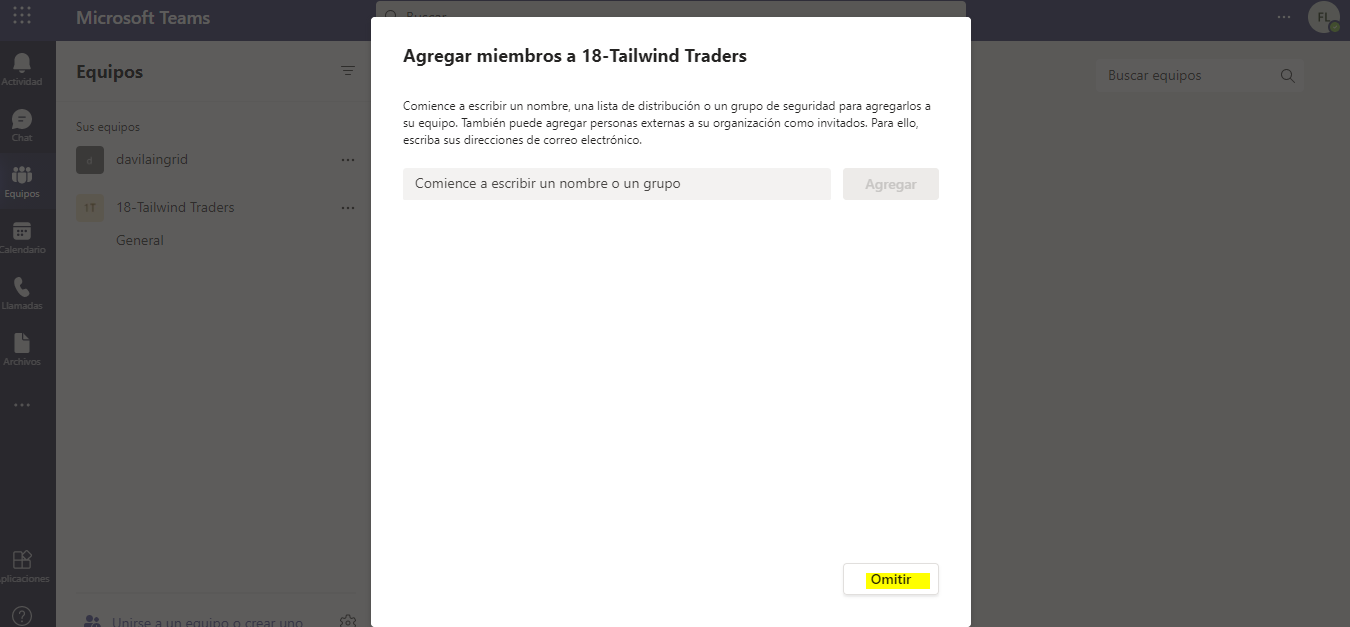 Microsoft Teams
Buscar
FL
Agregar miembros a 18-Tailwind Traders
Actividad
Equipos
Buscar equipos
Comience a escribir un nombre, una lista de distribución o un grupo de seguridad para agregarlos a
su equipo. También puede agregar personas externas a su organización como invitados. Para ello,
escriba sus direcciones de correo electrónico.
Chat
Sus equipos
d
davilaingrid
Comience a escribir un nombre o un grupo
Agregar
Equipos
1T
18-Tailwind Traders
General
Calendario
Llamadas
Archivos
Omitir
plicaciones
Unirse a un equipo o crear uno